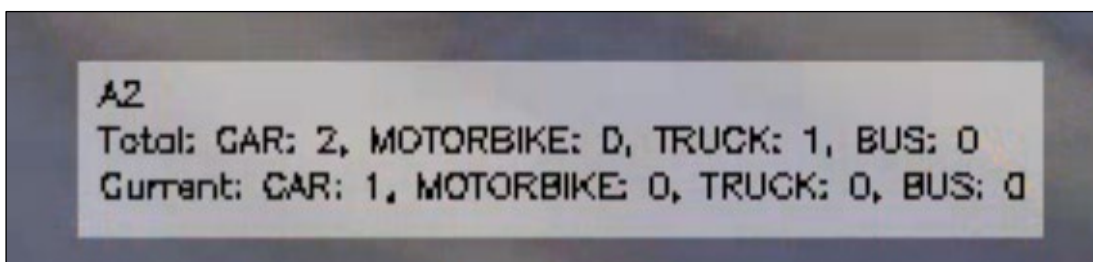 A2
Total: CAR: 2, MOTORBIKE: 0, TRUCK: 1, BUS: 0
Current: CAR: 1, MOTORBIKE: 0, TRUCK: 0, BUS: 0